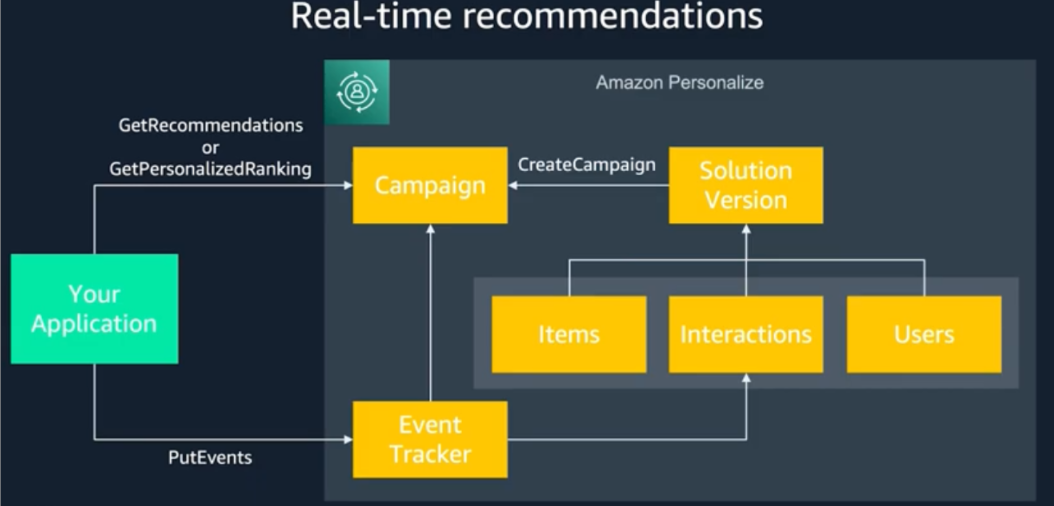 Real-time recommendations
Amazon Personalize
GetRecommendations
or
GetPersonalizedRanking
Campaign
CreateCampaign
Solution
Version
Your
Application
Items
Interactions
Users
Event
Tracker
PutEvents